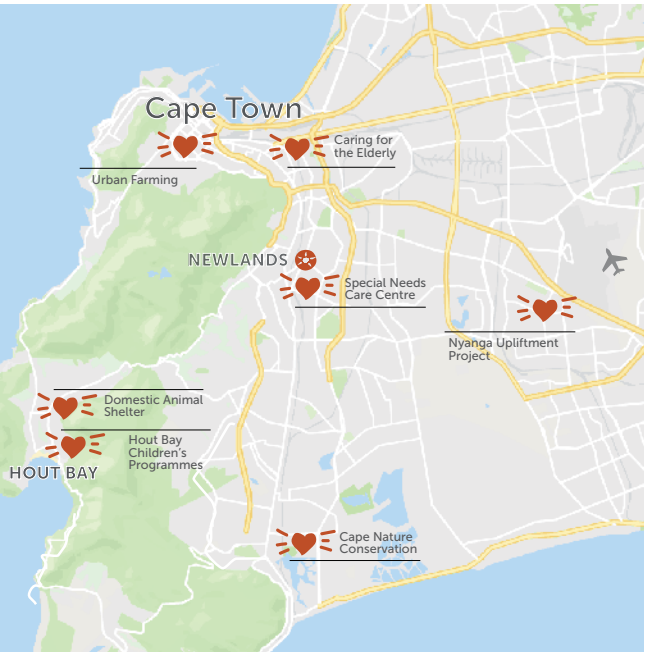 Cape Town
Caring for
the Elderly
Urban Farming
NEWLANDS
Special Needs
Care Centre
Nyanga Upliftment
Project
Domestic Animal
Shelter
Hout Bay
Children's
Programmes
HOUT BAY
Cape Nature
Conservation